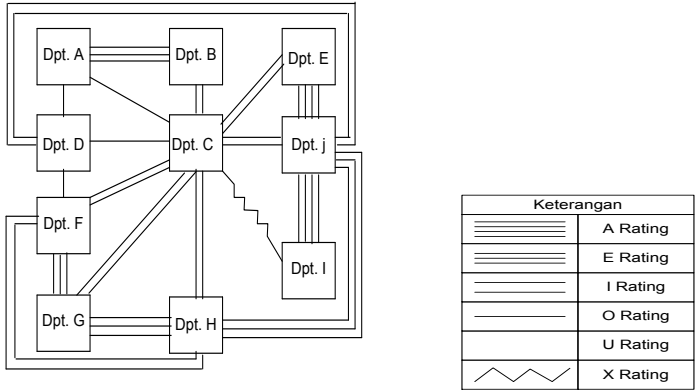 Dpt. A
Dpt. B
Dpt. E
Dpt. D
Dpt. C
Dpt. j
Dpt. F
Dpt. I
Dpt. G
Dpt. H
Keterangan
A Rating
E Rating
I Rating
O Rating
U Rating
X Rating